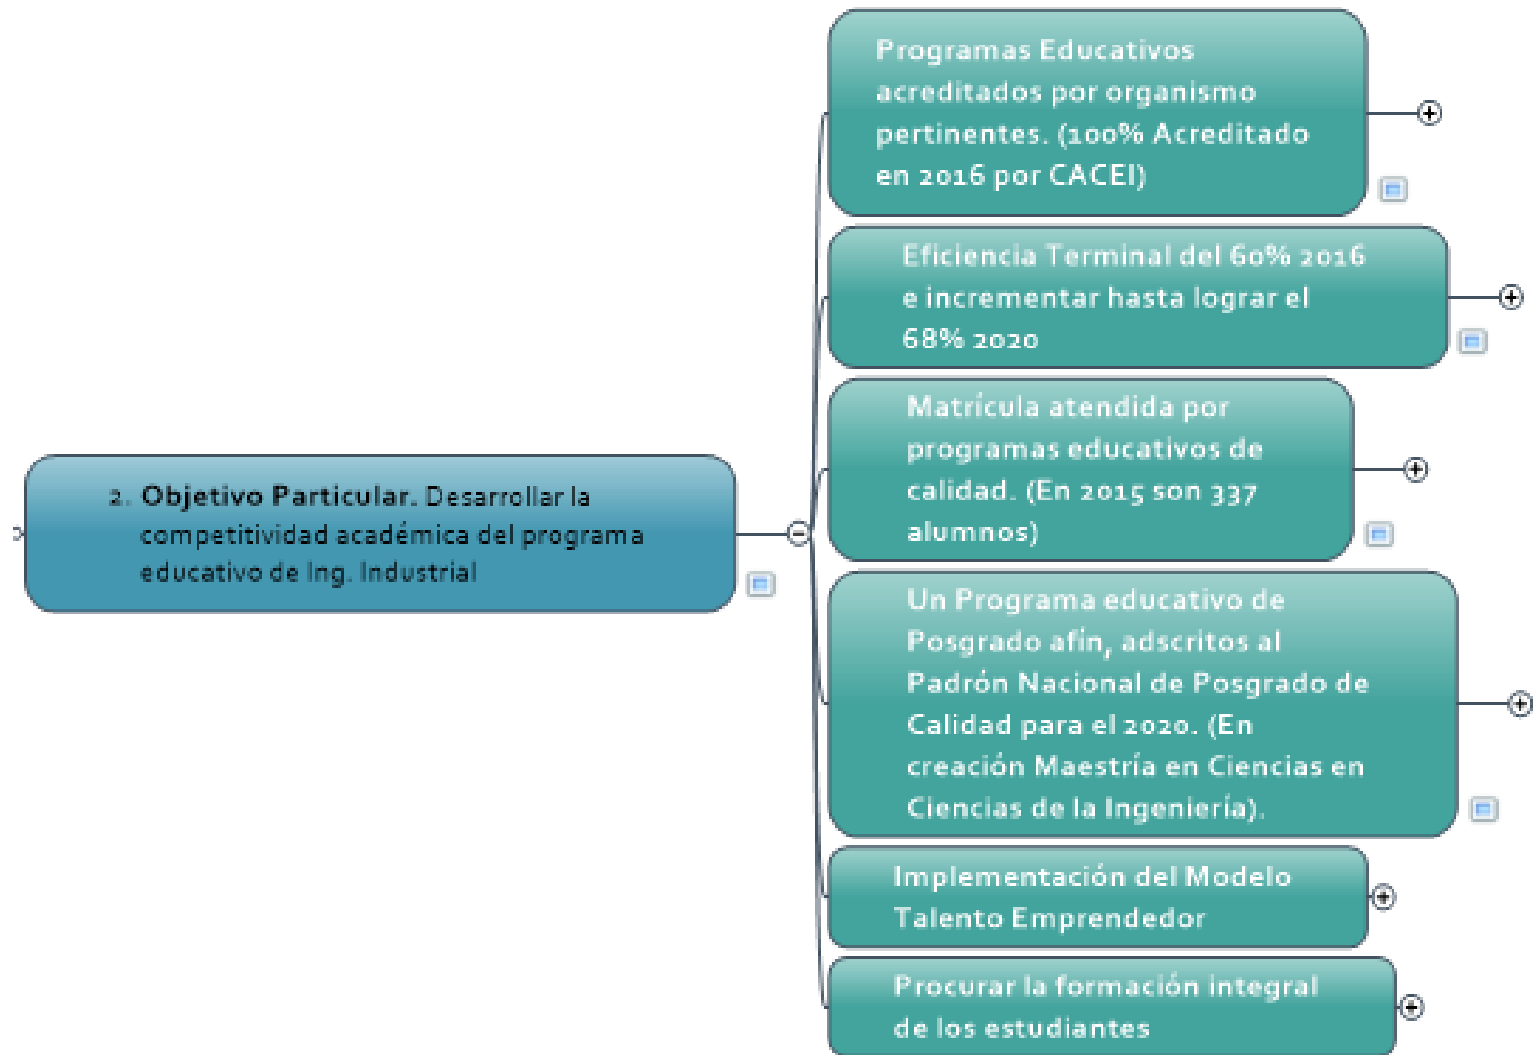 2. Objetivo Particular. Desarrollar la
competitividad académica del programa
educativo de Ing. Industrial
Programas Educativos
acreditados por organismo
pertinentes. (100% Acreditado
en 2016 por CACEI)
Eficiencia Terminal del 60% 2016
e incrementar hasta lograr el
68% 2020
Matrícula atendida por
programas educativos de
calidad. (En 2015 son 337
alumnos)
Un Programa educativo de
Posgrado afín, adscritos al
Padrón Nacional de Posgrado de
Calidad para el 2020. (En
creación Maestría en Ciencias en
Ciencias de la Ingeniería).
Implementación del Modelo
Talento Emprendedor
Procurar la formación integral
de los estudiantes